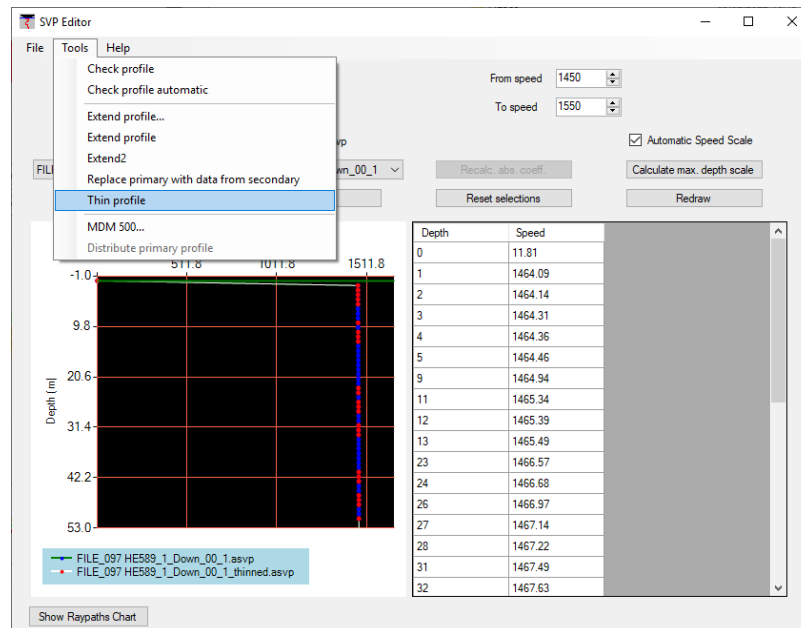 SVP Editor
File Tools Help
Check profile
Check profile automatic
Extend profile...
Extend profile
Extend2
Replace primary with data from secondary
Thin profile
MDM 500...
Distribute primary profile
From speed 1450
To speed 1550
Automatic Speed Scale
wn_00_1
Recalc. abs. coeff.
Calculate max. depth scale
Reset selections
Redraw
511.8 1011.8 1511.8
-1.0
9.8
20.6
31.4
42.2
53.0
Depth [m]
FILE_097 HE589_1_Down_00_1.asvp
FILE_097 HE589_1_Down_00_1_thinned.asvp
Depth Speed
0 11.81
1 1464.09
2 1464.14
3 1464.31
4 1464.36
5 1464.46
9 1464.94
11 1465.34
12 1465.39
13 1465.49
23 1466.57
24 1466.68
26 1466.97
27 1467.14
28 1467.22
31 1467.49
32 1467.63
Show Raypaths Chart